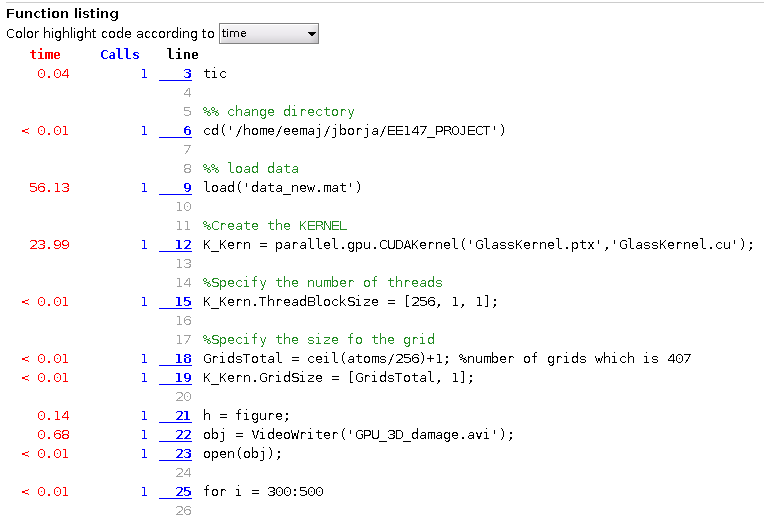 Function listing
Color highlight code according to time
time Calls line
0.04 1 3 tic
4
5 %% change directory
< 0.01 1 6 cd('/home/eemaj/jborja/EE147_PROJECT')
7
8 %% load data
56.13 1 9 load('data_new.mat')
10
11 %Create the KERNEL
23.99 1 12 K_Kern = parallel.gpu.CUDAKernel('GlassKernel.ptx','GlassKernel.cu');
13
14 %Specify the number of threads
< 0.01 1 15 K_Kern.ThreadBlockSize = [256, 1, 1];
16
17 %Specify the size fo the grid
< 0.01 1 18 GridsTotal = ceil(atoms/256)+1; %number of grids which is 407
< 0.01 1 19 K_Kern.GridSize = [GridsTotal, 1];
20
0.14 1 21 h = figure;
0.68 1 22 obj = VideoWriter('GPU_3D_damage.avi');
< 0.01 1 23 open(obj);
24
< 0.01 1 25 for i = 300:500
26